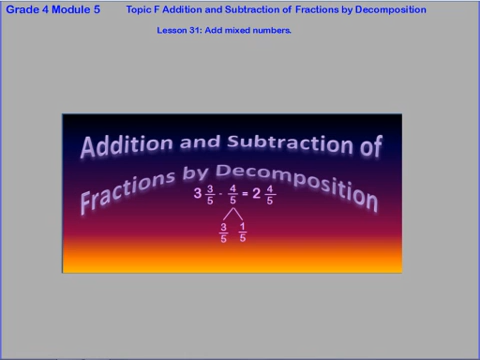 Grade 4 Module 5 Topic F Addition and Subtraction of Fractions by Decomposition
Lesson 31: Add mixed numbers.
Addition and Subtraction of
Fractions by Decomposition
3 3/5 - 4/5 = 2 4/5
3/5 1/5